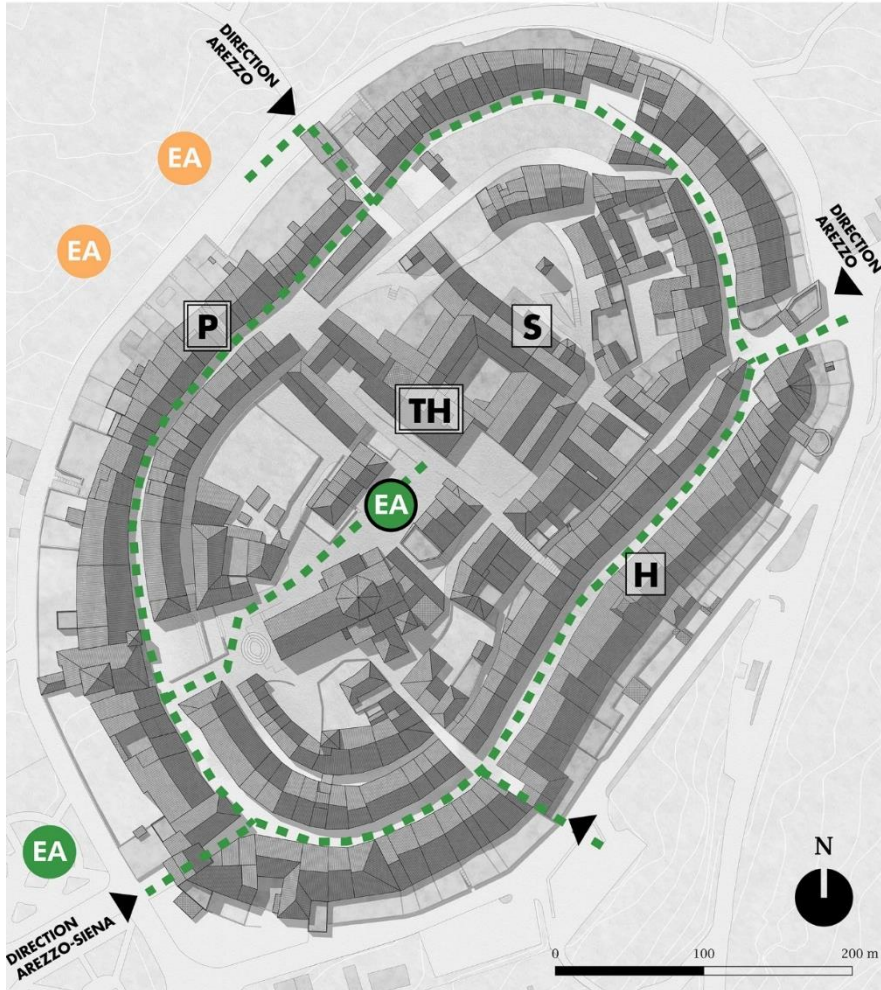 DIRECTION
AREZZO
EA
EA
DIRECTION
AREZZO
P
S
TH
EA
H
EA
DIRECTION
AREZZO-SIENA
N
0
100
200 m